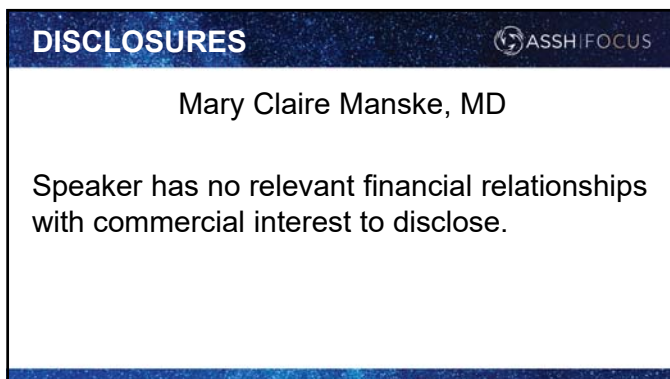 DISCLOSURES
ASSH FOCUS
Mary Claire Manske, MD
Speaker has no relevant financial relationships
with commercial interest to disclose.